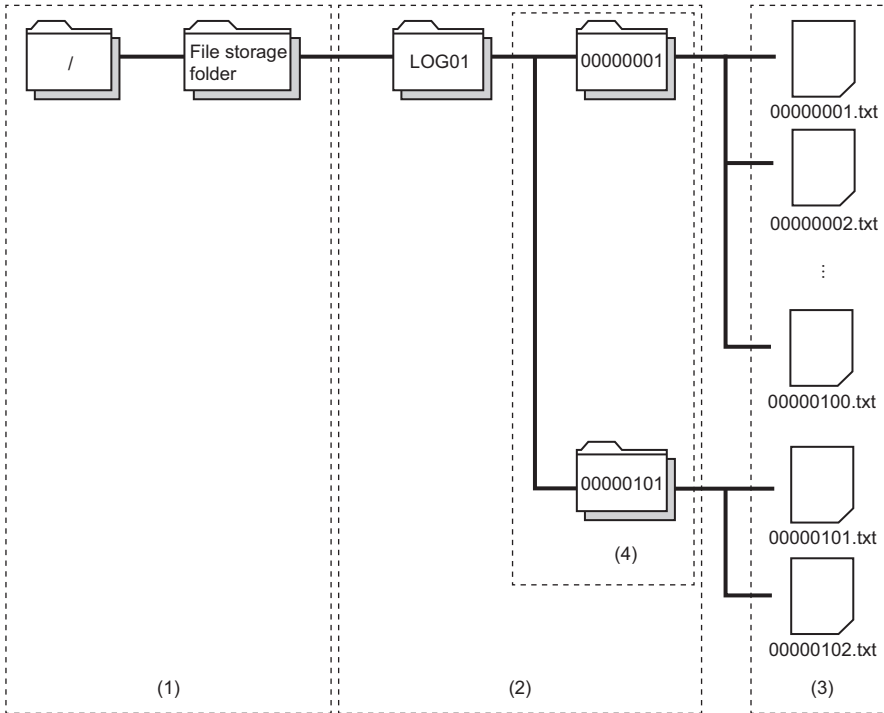 /
File storage
folder
LOG01
00000001
00000001.txt
00000002.txt
⋮
00000100.txt
00000101
00000101.txt
(4)
00000102.txt
(1)
(2)
(3)